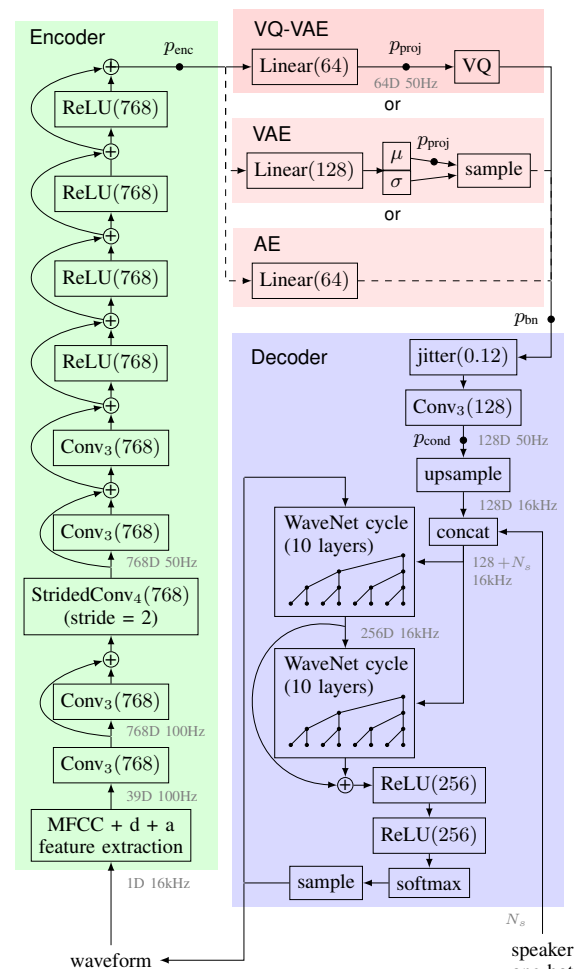 Encoder
p_enc
ReLU(768)
ReLU(768)
ReLU(768)
ReLU(768)
Conv₃(768)
Conv₃(768)
768D 50Hz
StridedConv₄(768)
(stride = 2)
Conv₃(768)
768D 100Hz
Conv₃(768)
39D 100Hz
MFCC + d + a
feature extraction
1D 16kHz
waveform
VQ-VAE
Linear(64)
p_proj
64D 50Hz
VQ
or
VAE
Linear(128)
μ
σ
p_proj
sample
or
AE
Linear(64)
p_bn
Decoder
jitter(0.12)
Conv₃(128)
p_cond
128D 50Hz
upsample
128D 16kHz
concat
128 + N_s
16kHz
WaveNet cycle
(10 layers)
256D 16kHz
WaveNet cycle
(10 layers)
ReLU(256)
ReLU(256)
softmax
sample
N_s
speaker